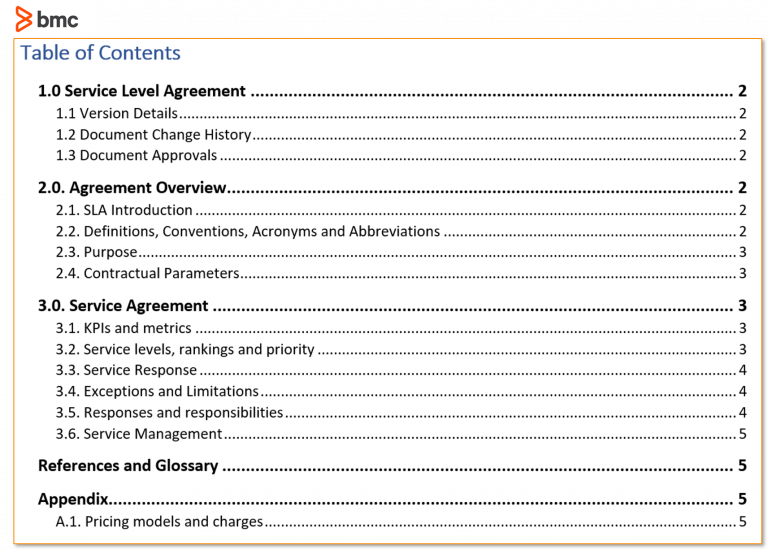 bmc
Table of Contents
1.0 Service Level Agreement ........ 2
1.1 Version Details........ 2
1.2 Document Change History........ 2
1.3 Document Approvals ........ 2
2.0. Agreement Overview........ 2
2.1. SLA Introduction ........ 2
2.2. Definitions, Conventions, Acronyms and Abbreviations ........ 2
2.3. Purpose........ 3
2.4. Contractual Parameters........ 3
3.0. Service Agreement ........ 3
3.1. KPIs and metrics ........ 3
3.2. Service levels, rankings and priority ........ 3
3.3. Service Response ........ 4
3.4. Exceptions and Limitations........ 4
3.5. Responses and responsibilities........ 4
3.6. Service Management........ 5
References and Glossary ........ 5
Appendix........ 5
A.1. Pricing models and charges........ 5